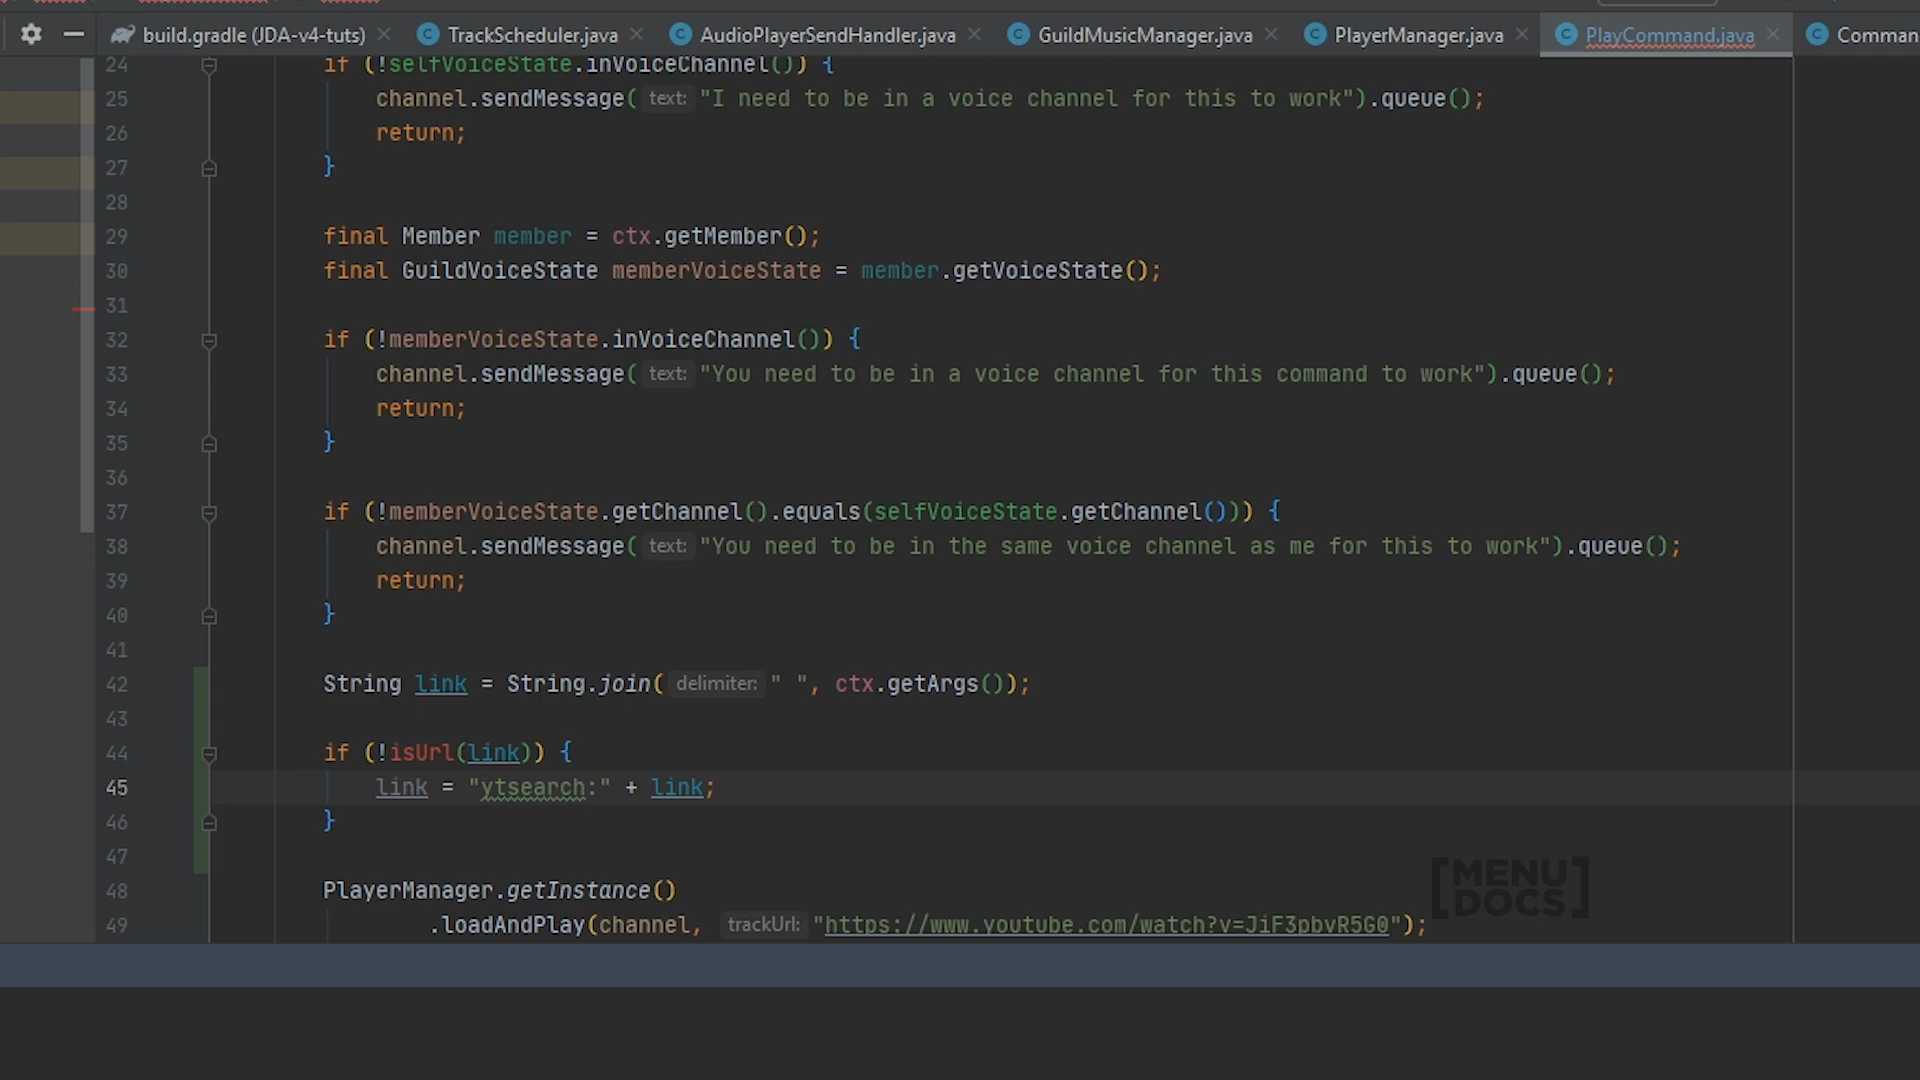 build.gradle (JDA-v4-tuts) TrackScheduler.java AudioPlayerSendHandler.java GuildMusicManager.java PlayerManager.java PlayCommand.java Comman
24 if (!selfVoiceState.inVoiceChannel()) {
25 channel.sendMessage( text: "I need to be in a voice channel for this to work").queue();
26 return;
27 }
28
29 final Member member = ctx.getMember();
30 final GuildVoiceState memberVoiceState = member.getVoiceState();
31
32 if (!memberVoiceState.inVoiceChannel()) {
33 channel.sendMessage( text: "You need to be in a voice channel for this command to work").queue();
34 return;
35 }
36
37 if (!memberVoiceState.getChannel().equals(selfVoiceState.getChannel())) {
38 channel.sendMessage( text: "You need to be in the same voice channel as me for this to work").queue();
39 return;
40 }
41
42 String link = String.join( delimiter: " ", ctx.getArgs());
43
44 if (!isUrl(link)) {
45 link = "ytsearch:" + link;
46 }
47
48 PlayerManager.getInstance()
49 .loadAndPlay(channel, trackUrl: "https://www.youtube.com/watch?v=JiF3pbvR5G0");
[MENU
DOCS]